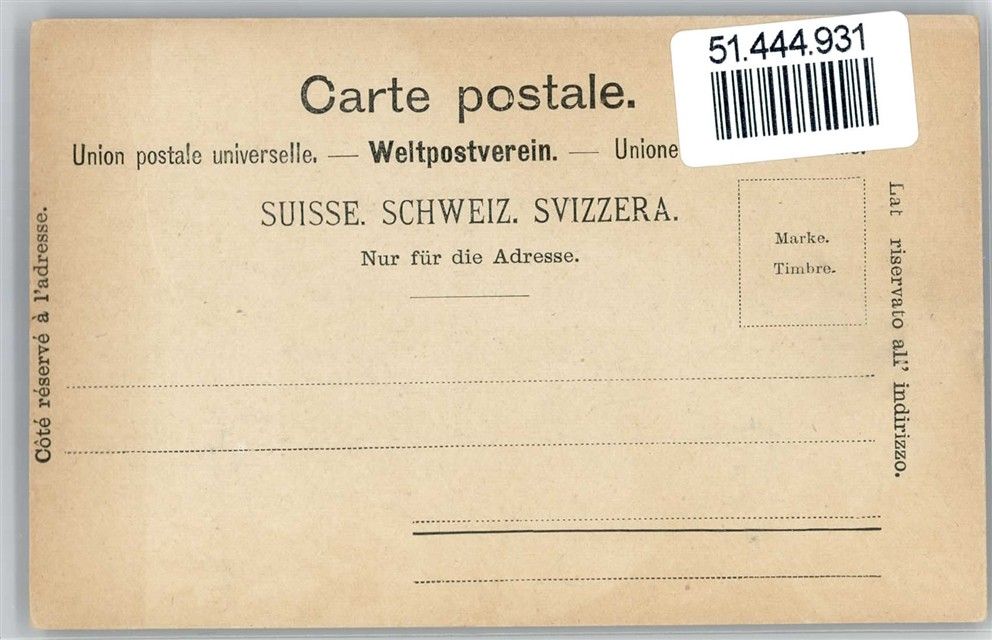 51.444.931
Carte postale.
Union postale universelle. — Weltpostverein. — Unione
SUISSE. SCHWEIZ. SVIZZERA.
Nur für die Adresse.
Marke.
Timbre.
Côté réservé à l'adresse.
Lat riservato all' indirizzo.